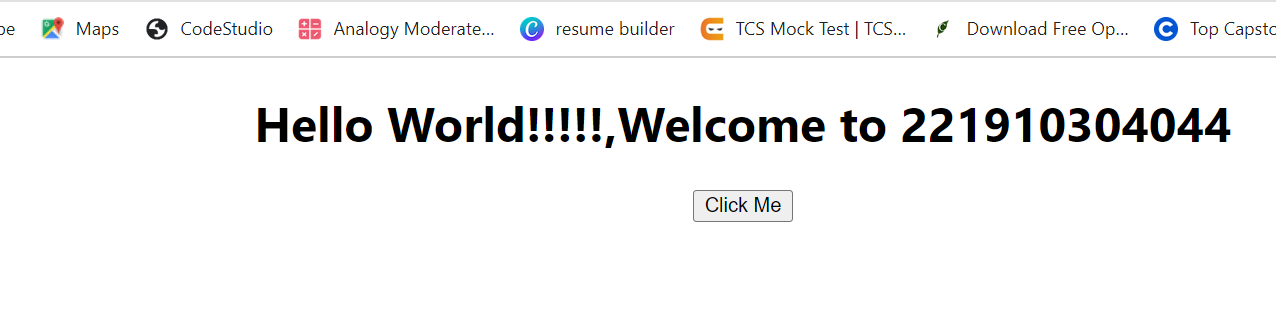 pe Maps CodeStudio Analogy Moderate... resume builder TCS Mock Test | TCS... Download Free Op... Top Capsto
Hello World!!!!!,Welcome to 221910304044
Click Me